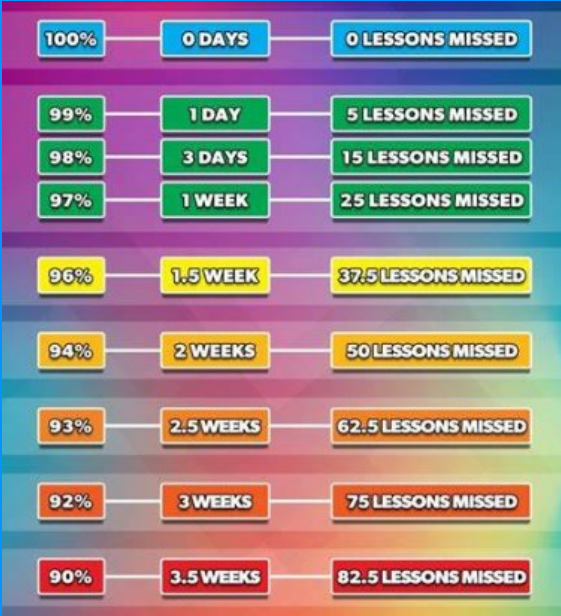 100% 0 DAYS 0 LESSONS MISSED
99% 1 DAY 5 LESSONS MISSED
98% 3 DAYS 15 LESSONS MISSED
97% 1 WEEK 25 LESSONS MISSED
96% 1.5 WEEK 37.5 LESSONS MISSED
94% 2 WEEKS 50 LESSONS MISSED
93% 2.5 WEEKS 62.5 LESSONS MISSED
92% 3 WEEKS 75 LESSONS MISSED
90% 3.5 WEEKS 82.5 LESSONS MISSED